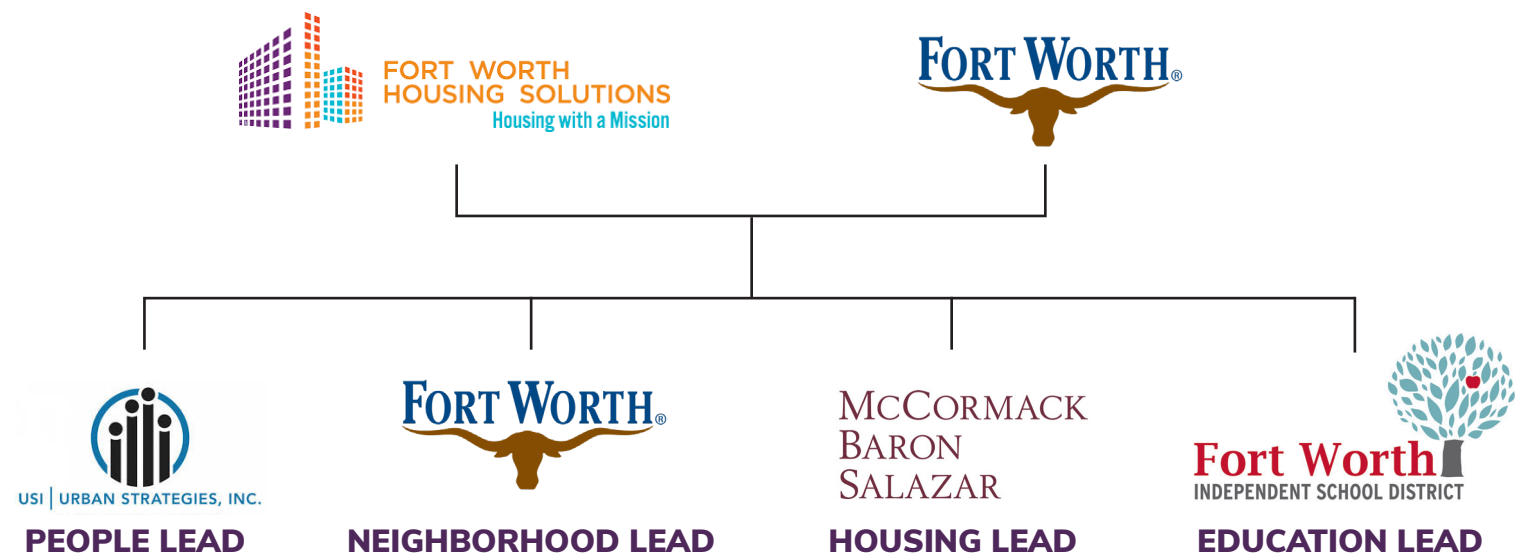 FORT WORTH
HOUSING SOLUTIONS
Housing with a Mission
FORT WORTH®
USI | URBAN STRATEGIES, INC.
PEOPLE LEAD
FORT WORTH®
NEIGHBORHOOD LEAD
MCCORMACK
BARON
SALAZAR
HOUSING LEAD
Fort Worth
INDEPENDENT SCHOOL DISTRICT
EDUCATION LEAD